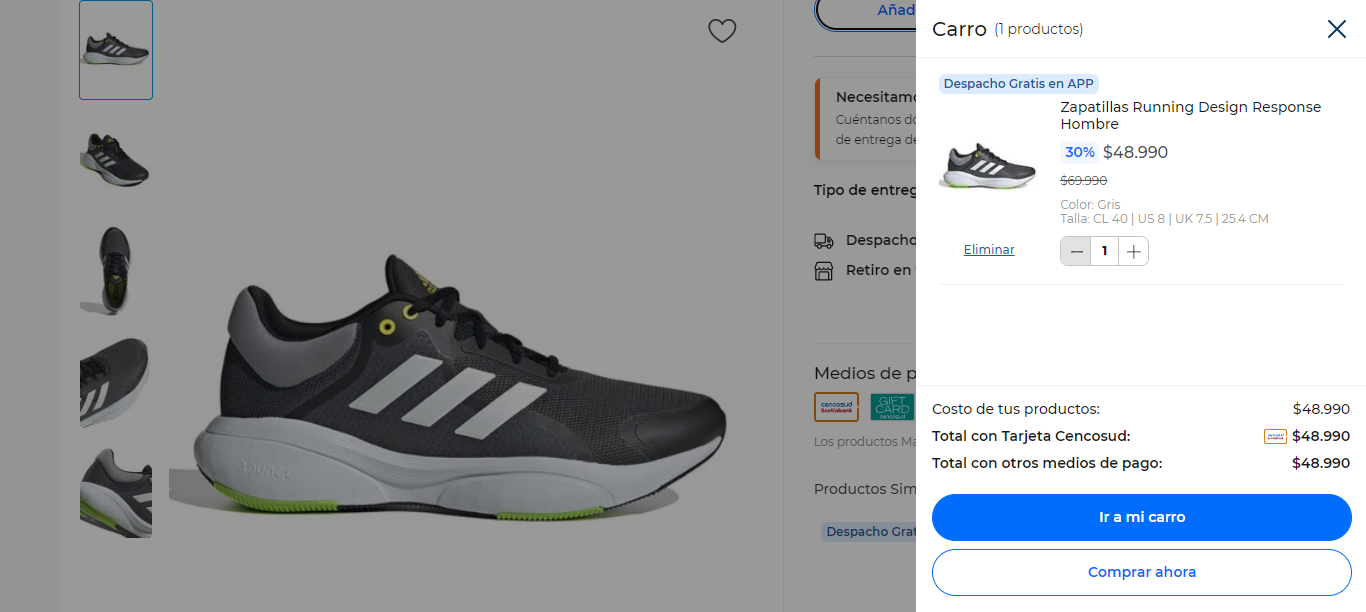 Añad
Necesitamo
Cuéntanos do
de entrega de
Tipo de entreg
Despacho
Retiro en
Medios de p
cencosud
Scotiabank
GIFT
CARD
cencosud
Los productos Ma
Productos Sim
Despacho Grat
BOUNCE
Carro (1 productos)
Despacho Gratis en APP
Zapatillas Running Design Response
Hombre
30% $48.990
$69.990
Color: Gris
Talla: CL 40 | US 8 | UK 7.5 | 25.4 CM
Eliminar
1
Costo de tus productos: $48.990
Total con Tarjeta Cencosud: $48.990
Total con otros medios de pago: $48.990
Ir a mi carro
Comprar ahora